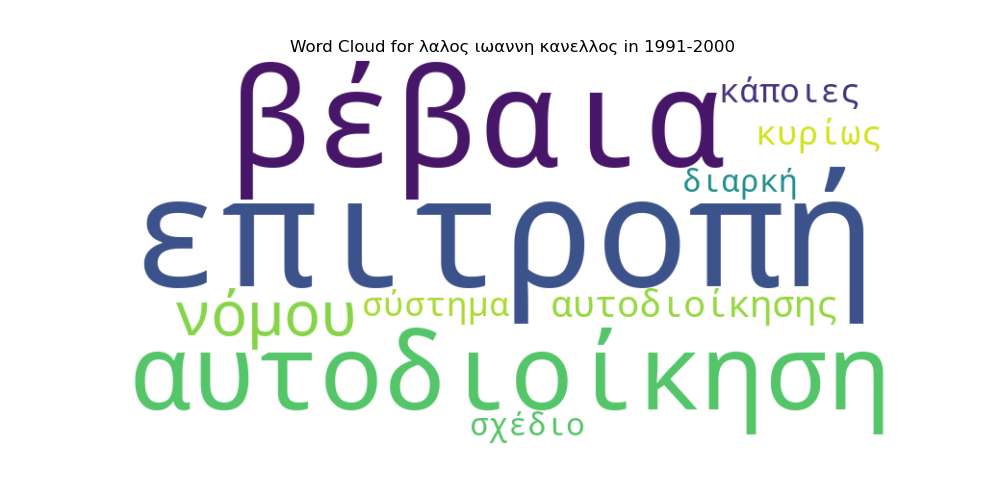 Word Cloud for λαλος ιωαννη κανελλος in 1991-2000
βέβαια
κάποιες
κυρίως
διαρκή
επιτροπή
νόμου
σύστημα
αυτοδιοίκησης
αυτοδιοίκηση
σχέδιο